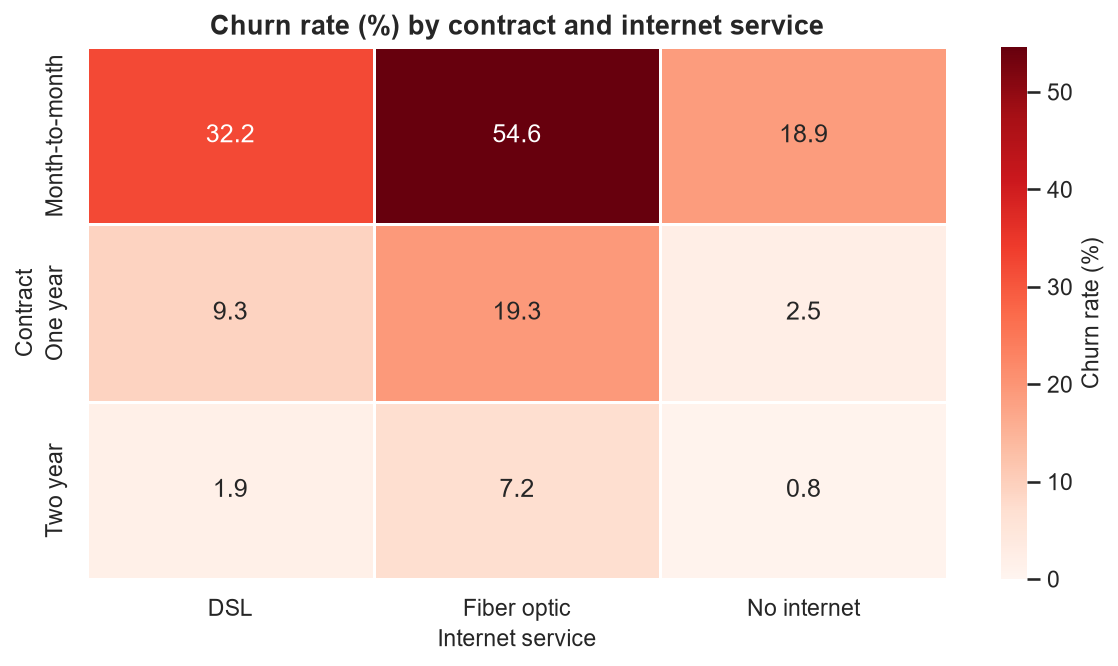 Churn rate (%) by contract and internet service
Contract
Month-to-month
32.2 54.6 18.9
One year
9.3 19.3 2.5
Two year
1.9 7.2 0.8
DSL Fiber optic No internet
Internet service
50
40
30
20
10
0
Churn rate (%)